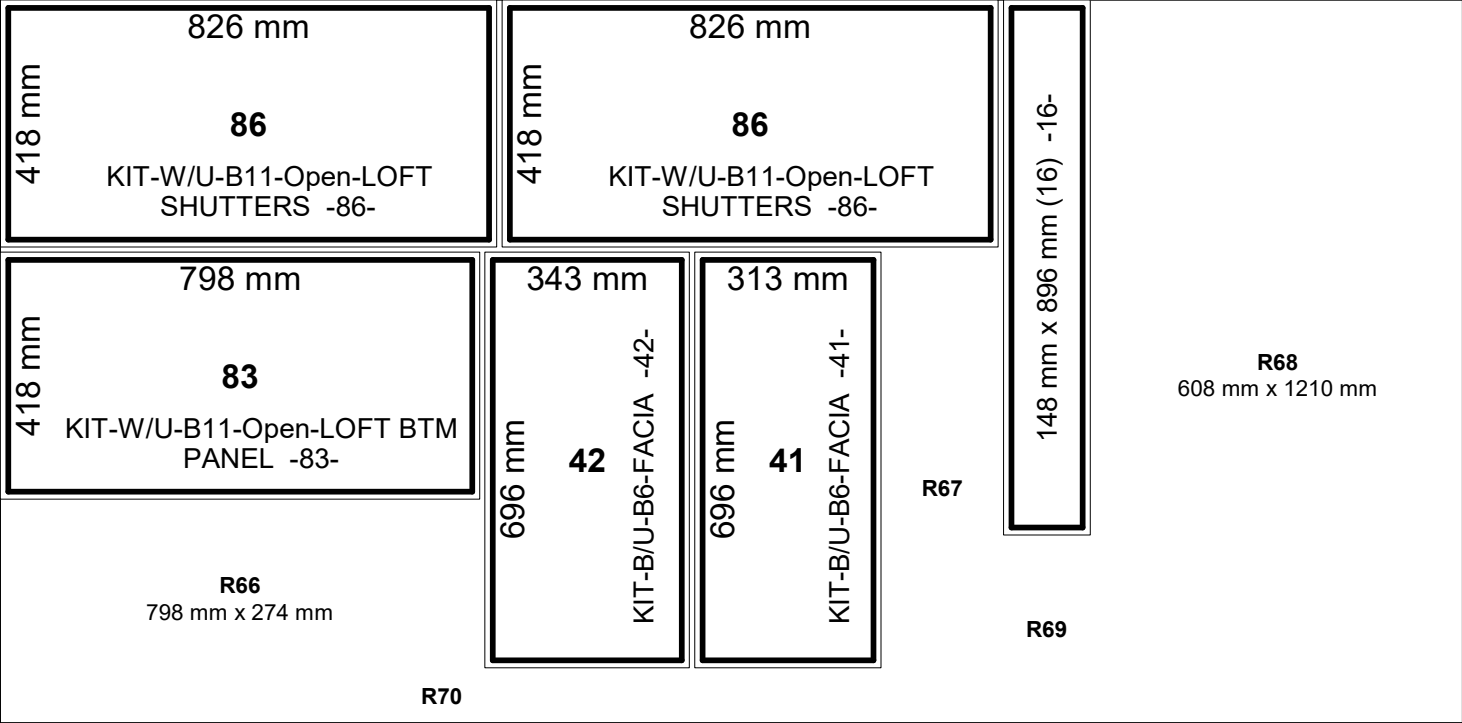 826 mm
418 mm
86
KIT-W/U-B11-Open-LOFT
SHUTTERS  -86-
826 mm
418 mm
86
KIT-W/U-B11-Open-LOFT
SHUTTERS  -86-
148 mm x 896 mm (16)  -16-
798 mm
418 mm
83
KIT-W/U-B11-Open-LOFT BTM
PANEL  -83-
343 mm
696 mm
42
KIT-B/U-B6-FACIA  -42-
313 mm
696 mm
41
KIT-B/U-B6-FACIA  -41-
R67
R68
608 mm x 1210 mm
R66
798 mm x 274 mm
R69
R70